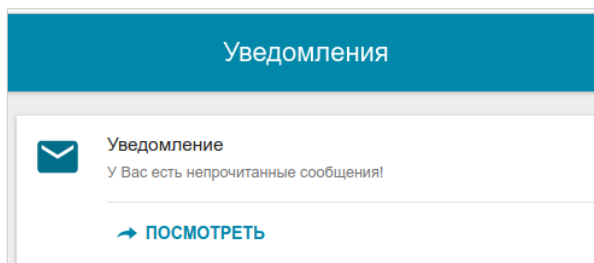 Уведомления
Уведомление
У Вас есть непрочитанные сообщения!
ПОСМОТРЕТЬ